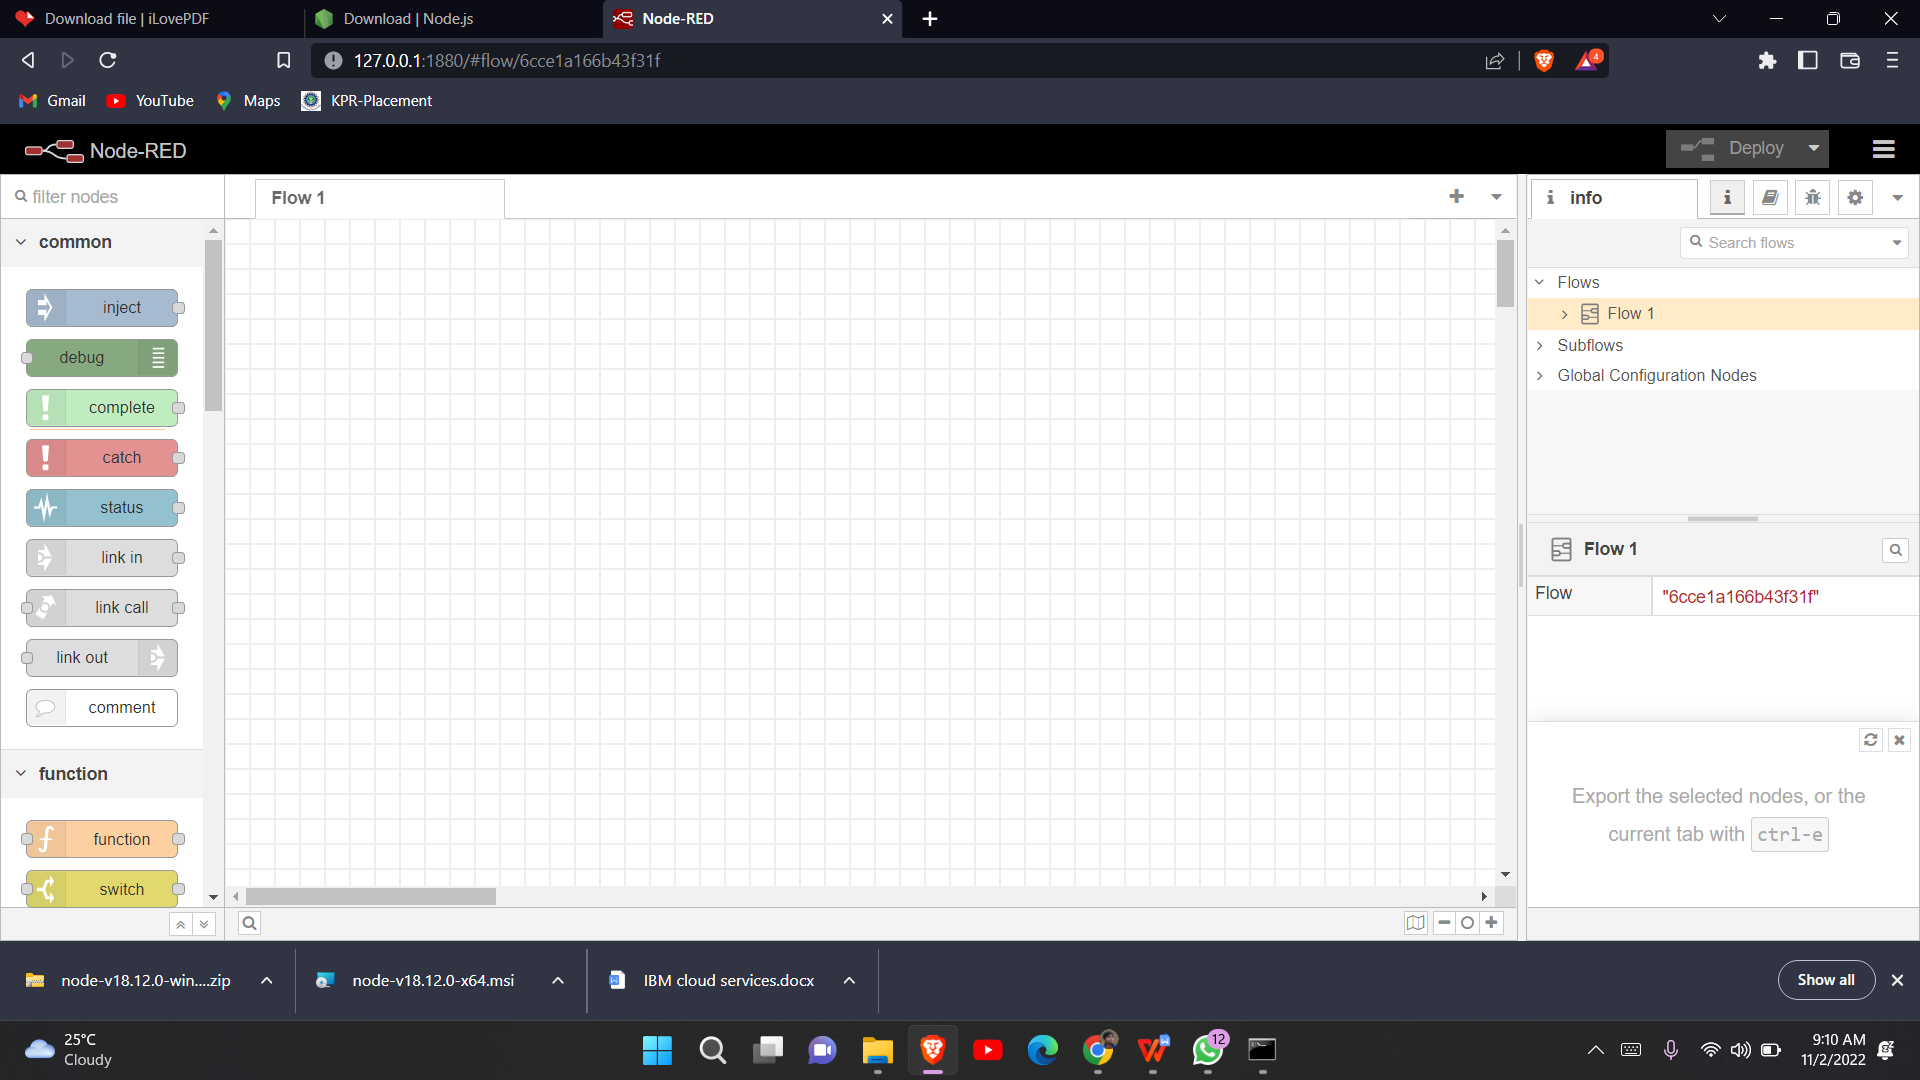 Download file | iLovePDF
Download | Node.js
Node-RED
127.0.0.1:1880/#flow/6cce1a166b43f31f
4
Gmail
YouTube
Maps
KPR-Placement
Node-RED
Deploy
filter nodes
Flow 1
i info
i
common
Search flows
Flows
Flow 1
Subflows
Global Configuration Nodes
inject
debug
complete
catch
status
link in
link call
link out
comment
function
function
switch
Flow 1
Flow
"6cce1a166b43f31f"
Export the selected nodes, or the
current tab with ctrl-e
node-v18.12.0-win....zip
node-v18.12.0-x64.msi
IBM cloud services.docx
Show all
25°C
Cloudy
12
9:10 AM
11/2/2022